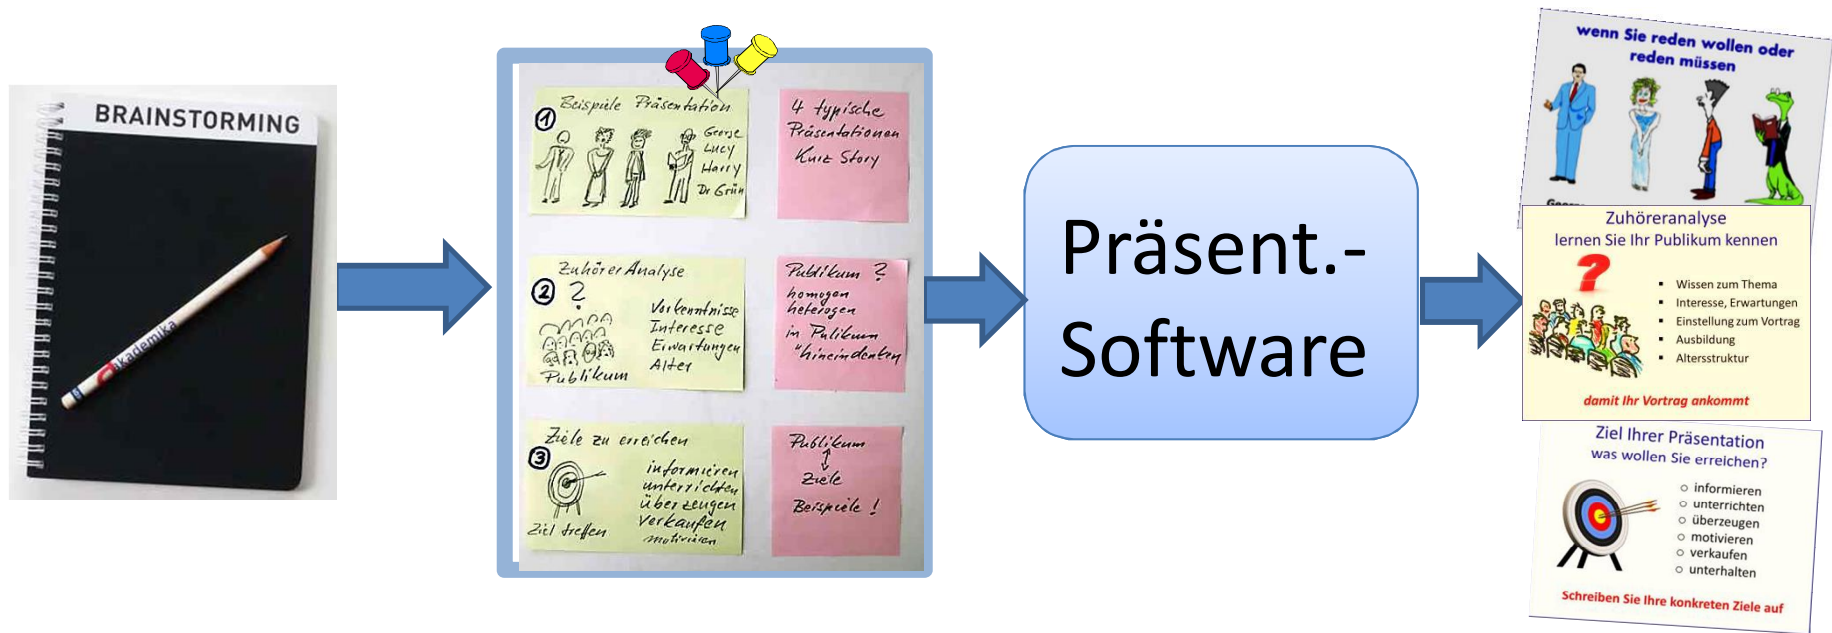 BRAINSTORMING
akademika
1
Beispiele Präsentation
George
Lucy
Harry
Dr Grün
4 typische
Präsentationen
Kurz Story
2
Zuhörer Analyse
?
Vorkenntnisse
Interesse
Erwartungen
Alter
Publikum
Publikum ?
homogen
heterogen
in Pulikum
"hineindenken
3
Ziele zu erreichen
informieren
unterrichten
überzeugen
verkaufen
motivieren
Ziel treffen
Publikum
Ziele
Beispiele !
Präsent.-
Software
wenn Sie reden wollen oder
reden müssen
Zuhöreranalyse
lernen Sie Ihr Publikum kennen
?
Wissen zum Thema
Interesse, Erwartungen
Einstellung zum Vortrag
Ausbildung
Altersstruktur
damit Ihr Vortrag ankommt
Ziel Ihrer Präsentation
was wollen Sie erreichen?
informieren
unterrichten
überzeugen
motivieren
verkaufen
unterhalten
Schreiben Sie Ihre konkreten Ziele auf